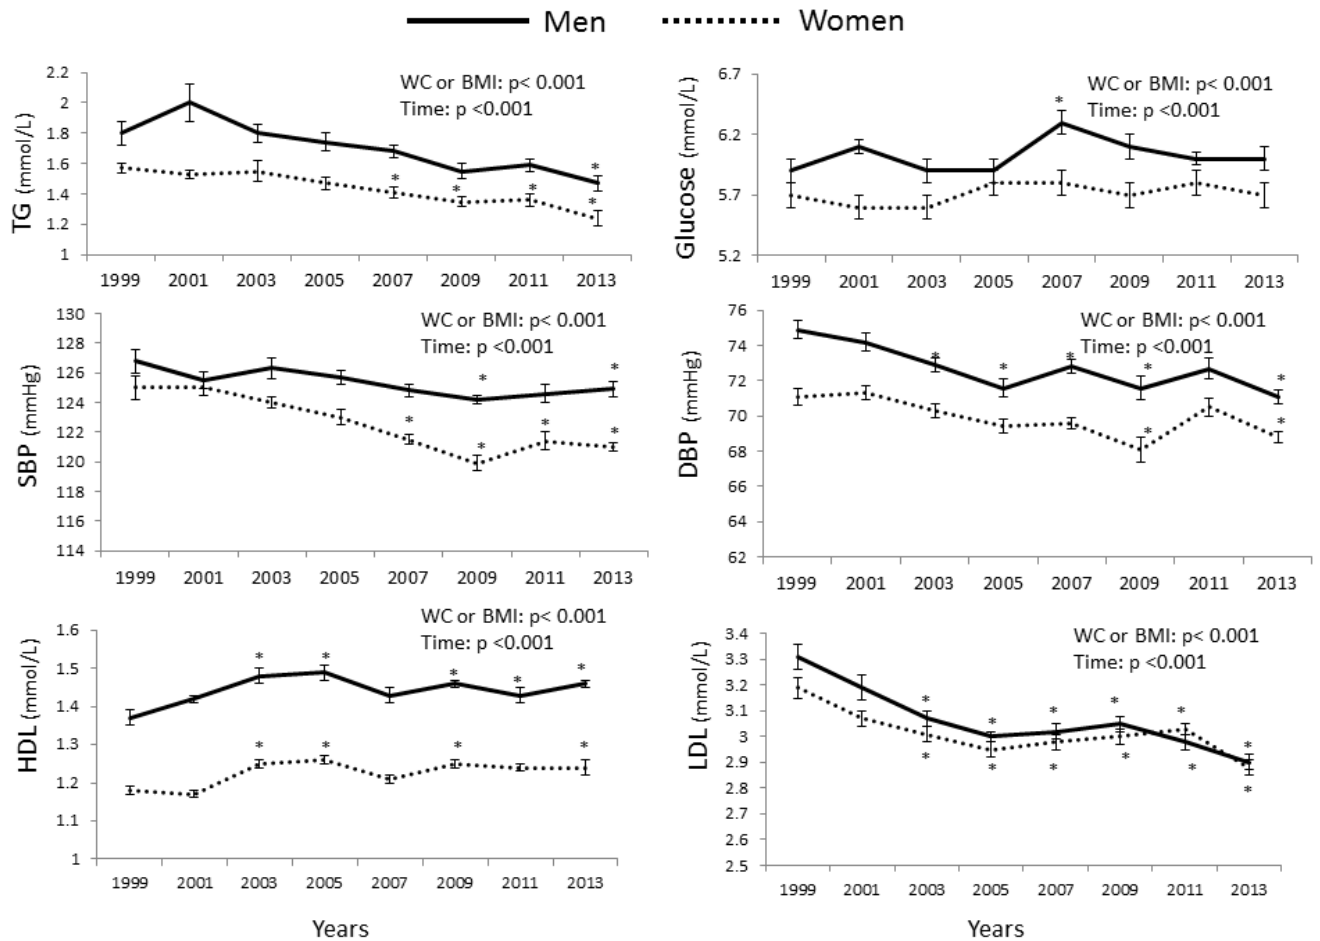 Men Women
TG (mmol/L)
WC or BMI: p< 0.001
Time: p <0.001
2.2
2
1.8
1.6
1.4
1.2
1
* * * * *
1999 2001 2003 2005 2007 2009 2011 2013
Glucose (mmol/L)
WC or BMI: p< 0.001
Time: p <0.001
6.7
6.2
5.7
5.2
*
1999 2001 2003 2005 2007 2009 2011 2013
SBP (mmHg)
WC or BMI: p< 0.001
Time: p <0.001
130
128
126
124
122
120
118
116
114
* *
* * * *
1999 2001 2003 2005 2007 2009 2011 2013
DBP (mmHg)
WC or BMI: p< 0.001
Time: p <0.001
76
74
72
70
68
66
64
62
* * * * *
* *
1999 2001 2003 2005 2007 2009 2011 2013
HDL (mmol/L)
WC or BMI: p< 0.001
Time: p <0.001
1.6
1.5
1.4
1.3
1.2
1.1
1
* * * * *
* * * *
1999 2001 2003 2005 2007 2009 2011 2013
Years
LDL (mmol/L)
WC or BMI: p< 0.001
Time: p <0.001
3.4
3.3
3.2
3.1
3
2.9
2.8
2.7
2.6
2.5
* * * * * *
* * * * * *
1999 2001 2003 2005 2007 2009 2011 2013
Years